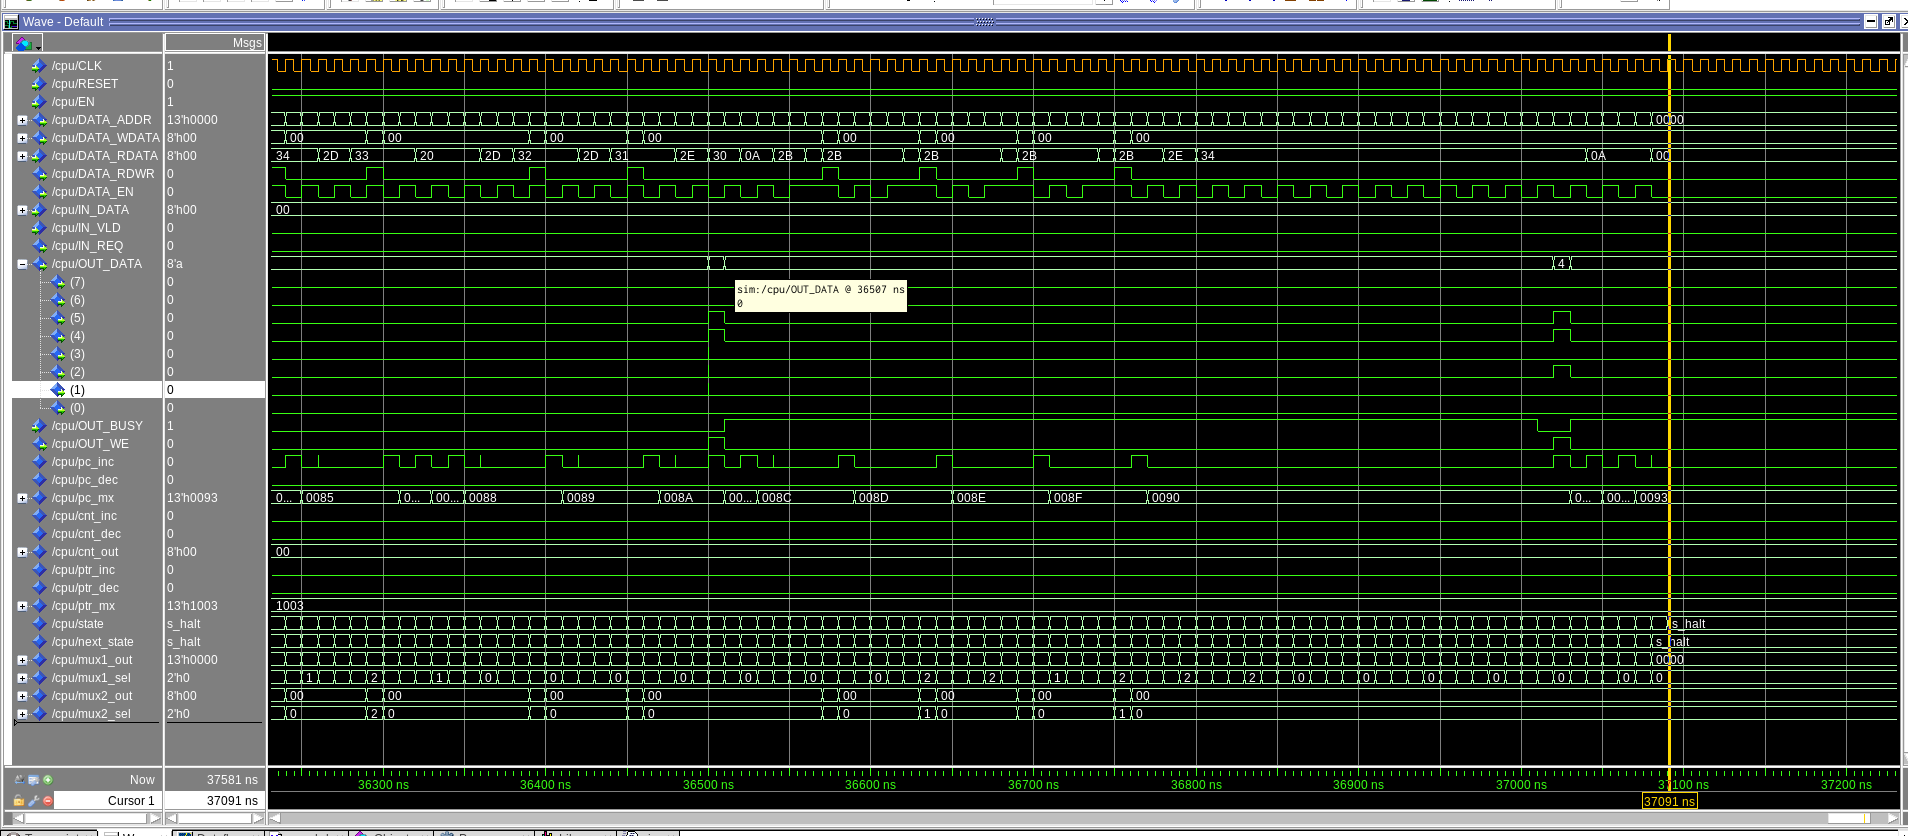 Wave - Default
Msgs
/cpu/CLK 1
/cpu/RESET 0
/cpu/EN 1
/cpu/DATA_ADDR 13'h0000 0000
/cpu/DATA_WDATA 8'h00 00 00 00 00 00 00 00 00
/cpu/DATA_RDATA 8'h00 34 2D 33 20 2D 32 2D 31 2E 30 0A 2B 2B 2B 2B 2B 2E 34 0A 00
/cpu/DATA_RDWR 0
/cpu/DATA_EN 0
/cpu/IN_DATA 8'h00 00
/cpu/IN_VLD 0
/cpu/IN_REQ 0
/cpu/OUT_DATA 8'a 4
(7) 0
(6) 0
(5) 0
(4) 0
(3) 0
(2) 0
(1) 0
(0) 0
sim:/cpu/OUT_DATA @ 36507 ns
0
/cpu/OUT_BUSY 1
/cpu/OUT_WE 0
/cpu/pc_inc 0
/cpu/pc_dec 0
/cpu/pc_mx 13'h0093 0... 0085 0... 00... 0088 0089 008A 00... 008C 008D 008E 008F 0090 0... 00... 0093
/cpu/cnt_inc 0
/cpu/cnt_dec 0
/cpu/cnt_out 8'h00 00
/cpu/ptr_inc 0
/cpu/ptr_dec 0
/cpu/ptr_mx 13'h1003 1003
/cpu/state s_halt s_halt
/cpu/next_state s_halt s_halt
/cpu/mux1_out 13'h0000 0000
/cpu/mux1_sel 2'h0 1 2 1 0 0 0 0 0 0 0 2 2 1 2 2 2 0 0 0 0 0 0
/cpu/mux2_out 8'h00 00 00 00 00 00 00 00 00
/cpu/mux2_sel 2'h0 0 2 0 0 0 0 1 0 0 1 0
Now 37581 ns 36300 ns 36400 ns 36500 ns 36600 ns 36700 ns 36800 ns 36900 ns 37000 ns 37100 ns 37200 ns
Cursor 1 37091 ns 37091 ns